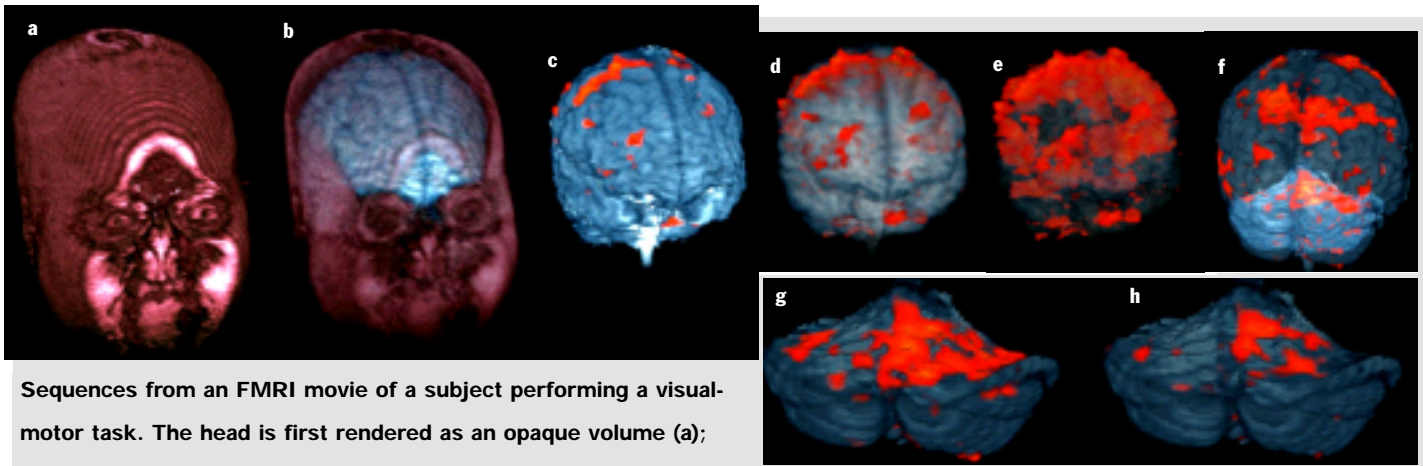 a
b
c
d
e
f
g
h
Sequences from an FMRI movie of a subject performing a visual-
motor task. The head is first rendered as an opaque volume (a);